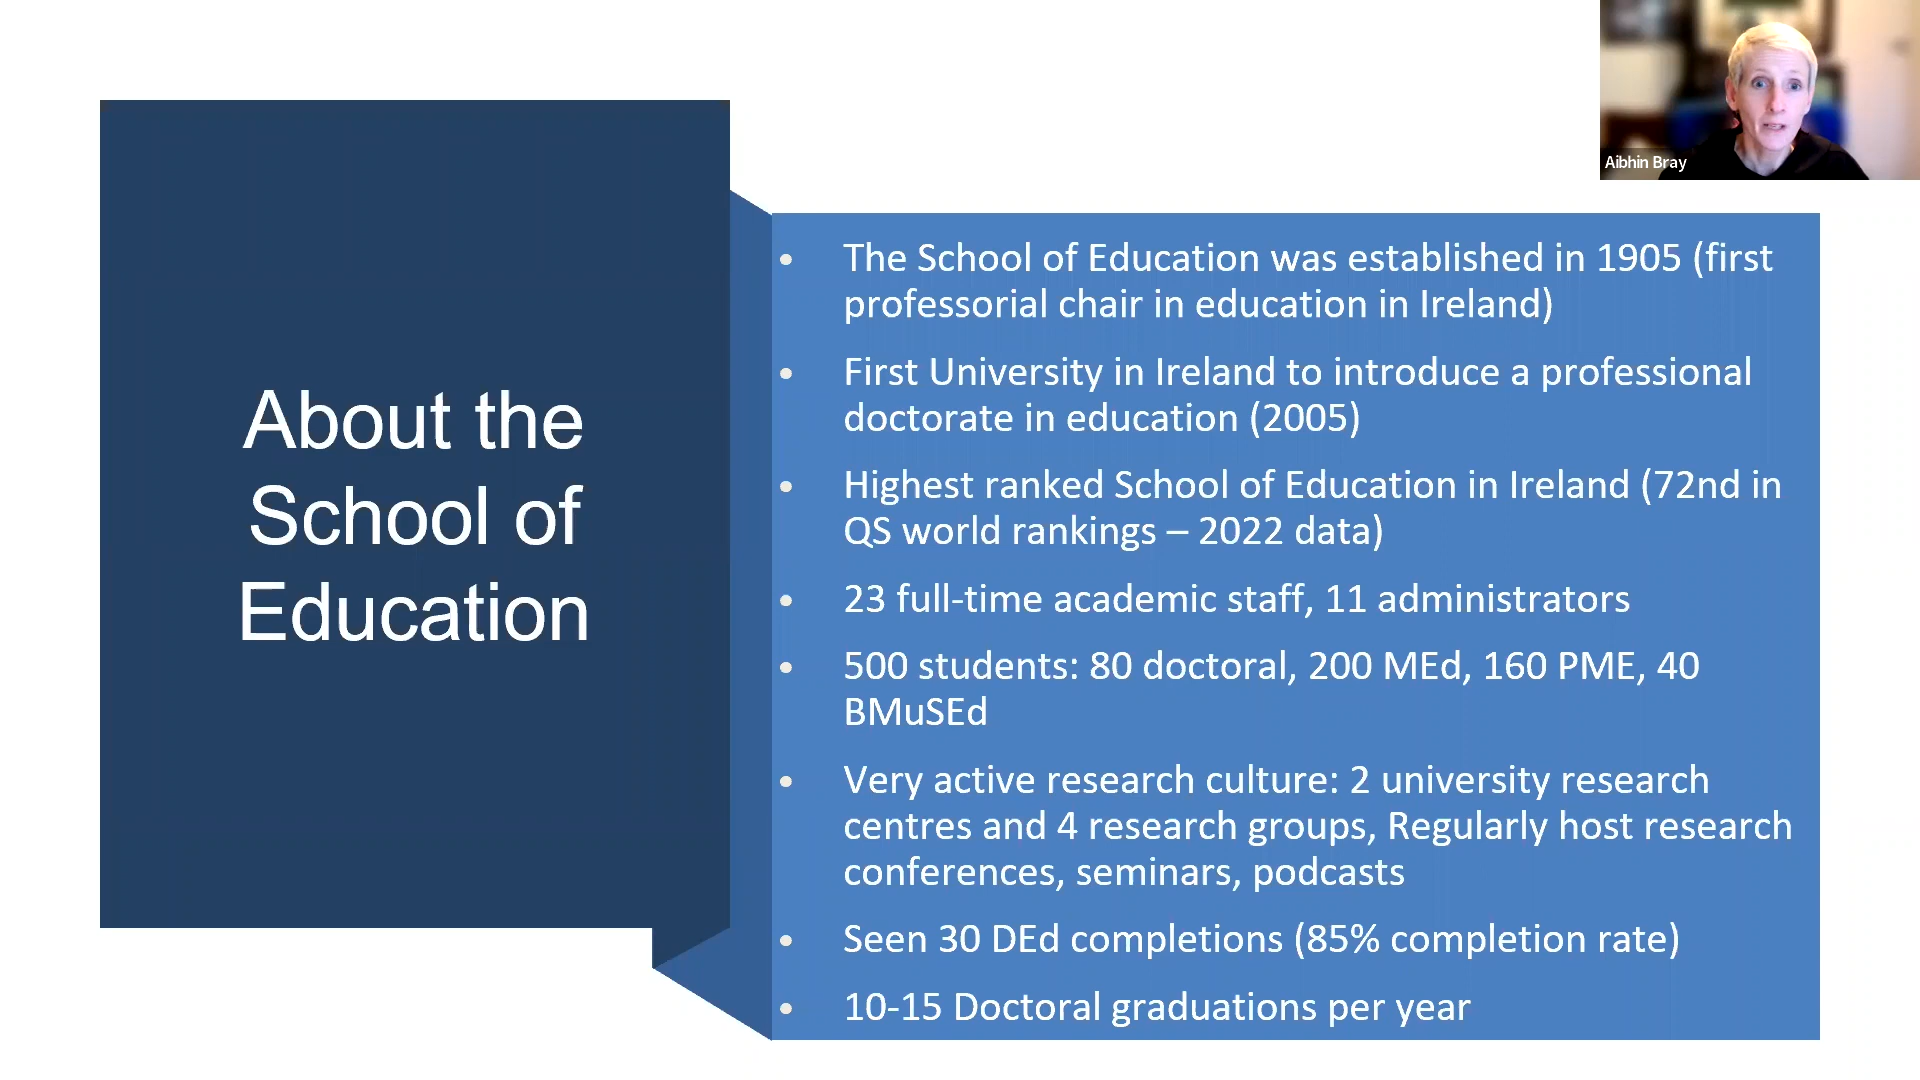 Aibhin Bray
About the
School of
Education
• The School of Education was established in 1905 (first
professorial chair in education in Ireland)
• First University in Ireland to introduce a professional
doctorate in education (2005)
• Highest ranked School of Education in Ireland (72nd in
QS world rankings – 2022 data)
• 23 full-time academic staff, 11 administrators
• 500 students: 80 doctoral, 200 MEd, 160 PME, 40
BMuSEd
• Very active research culture: 2 university research
centres and 4 research groups, Regularly host research
conferences, seminars, podcasts
• Seen 30 DEd completions (85% completion rate)
• 10-15 Doctoral graduations per year